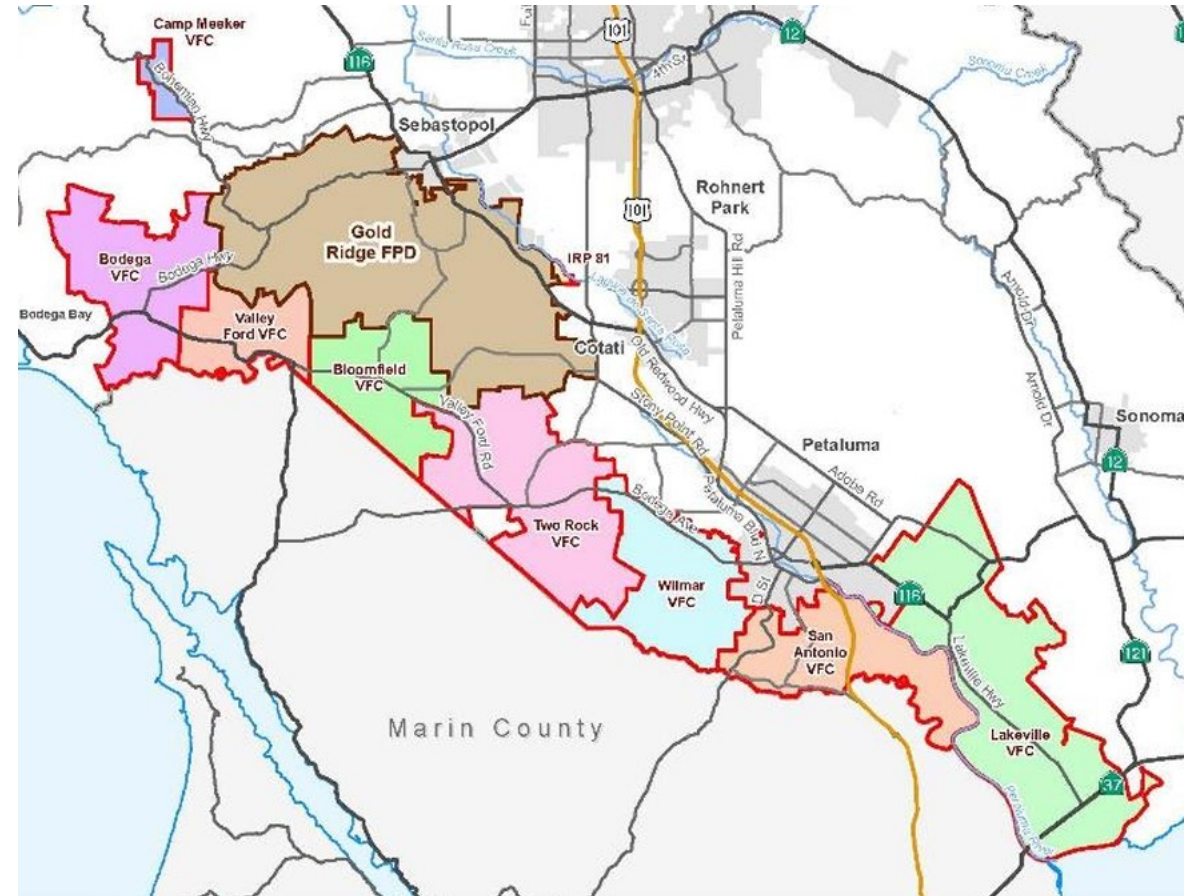 Camp Meeker
VFC
Bohemian Hwy
116
Santa Rosa Creek
101
12
4th St
Sonoma Creek
Sebastopol
Rohnert
Park
101
Petaluma Hill Rd
Gold
Ridge FPD
IRP 81
Laguna de Santa Rosa
Bodega
VFC
Bodega Hwy
Bodega Bay
Valley
Ford VFC
Bloomfield
VFC
Valley Ford Rd
Cotati
Old Redwood Hwy
Stony Point Rd
Arnold Dr
Arnold Dr
Sonoma
12
Petaluma
Adobe Rd
Petaluma Blvd N
Bodega Ave
Two Rock
VFC
Wilmar
VFC
D St
116
San
Antonio
VFC
Lakeville Hwy
121
Lakeville
VFC
37
Petaluma River
Marin County